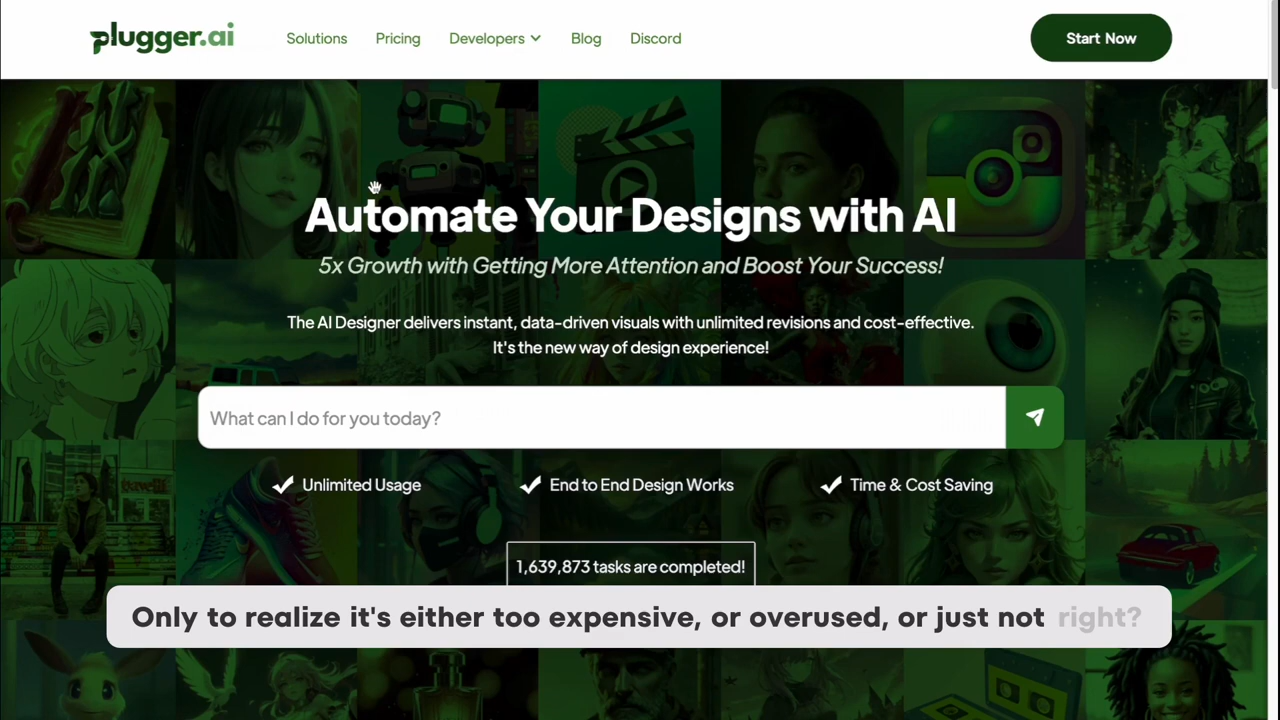 plugger.ai
Solutions
Pricing
Developers
Blog
Discord
Start Now
Automate Your Designs with AI
5x Growth with Getting More Attention and Boost Your Success!
The AI Designer delivers instant, data-driven visuals with unlimited revisions and cost-effective.
It's the new way of design experience!
What can I do for you today?
Unlimited Usage
End to End Design Works
Time & Cost Saving
1,639,873 tasks are completed!
Only to realize it's either too expensive, or overused, or just not right?